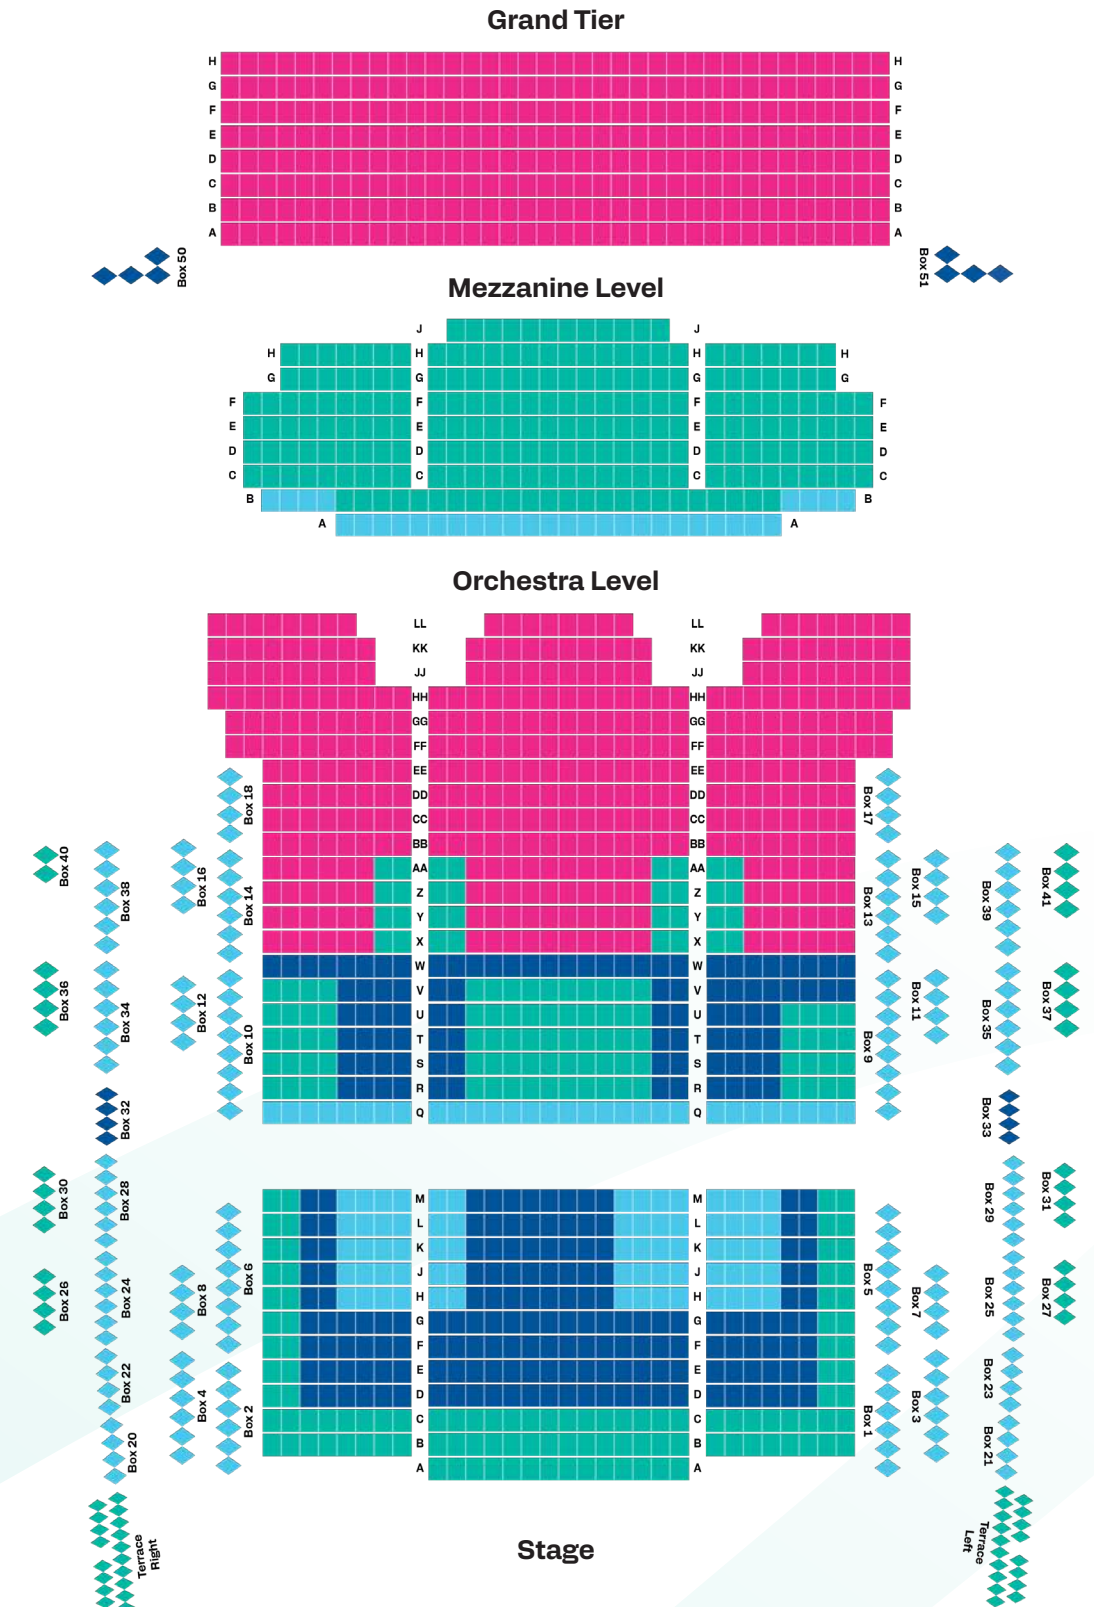 Grand Tier
H H
G G
F F
E E
D D
C C
B B
A A
Box 50
Box 51
Mezzanine Level
J J
H H H H
G G G G
F F F F
E E E E
D D D D
C C C C
B B
A A
Orchestra Level
LL LL
KK KK
JJ JJ
HH HH
GG GG
FF FF
EE EE
DD DD
CC CC
BB BB
AA AA
Z Z
Y Y
X X
W W
V V
U U
T T
S S
R R
Q Q
Box 18
Box 17
Box 40
Box 38
Box 16
Box 14
Box 13
Box 15
Box 39
Box 41
Box 36
Box 34
Box 12
Box 10
Box 9
Box 11
Box 35
Box 37
Box 32
Box 33
M M
L L
K K
J J
H H
G G
F F
E E
D D
C C
B B
A A
Box 30
Box 28
Box 29
Box 31
Box 26
Box 24
Box 8
Box 6
Box 5
Box 7
Box 25
Box 27
Box 22
Box 4
Box 2
Box 1
Box 3
Box 23
Box 20
Box 21
Terrace
Right
Stage
Terrace
Left